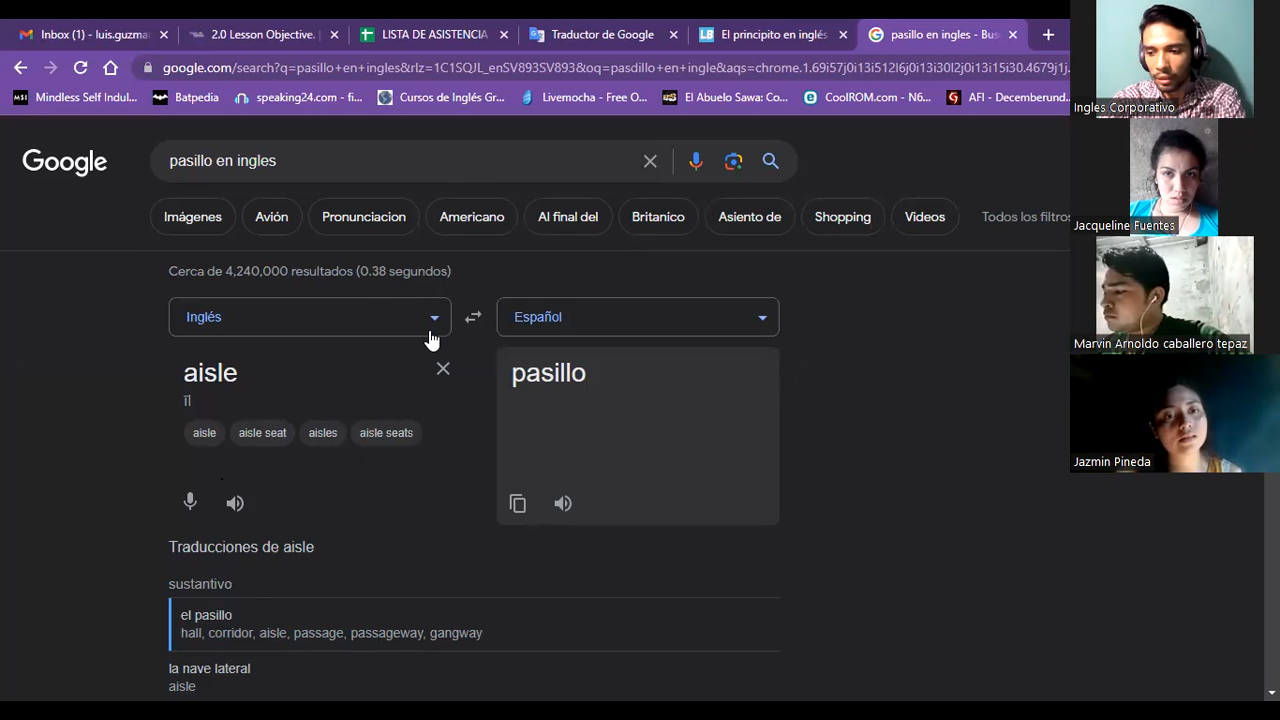 Inbox (1) - luis.guzma
2.0 Lesson Objective.
LISTA DE ASISTENCIA
Traductor de Google
El principito en inglés
pasillo en ingles - Bus
google.com/search?q=pasillo+en+ingles&rlz=1C1SQJL_enSV893SV893&oq=pasdillo+en+ingle&aqs=chrome.1.69i57j0i13i512l6j0i13i30l2j0i13i15i30.4679j1j
Mindless Self Indul...
Batpedia
speaking24.com - fi...
Cursos de Inglés Gr...
Livemocha - Free O...
El Abuelo Sawa: Co...
CoolROM.com - N6...
AFI - Decemberund...
Google
pasillo en ingles
Imágenes
Avión
Pronunciacion
Americano
Al final del
Britanico
Asiento de
Shopping
Videos
Todos los filtros
Cerca de 4,240,000 resultados (0.38 segundos)
Inglés
Español
aisle
īl
aisle
aisle seat
aisles
aisle seats
pasillo
Traducciones de aisle
sustantivo
el pasillo
hall, corridor, aisle, passage, passageway, gangway
la nave lateral
aisle
Ingles Corporativo
Jacqueline Fuentes
Marvin Arnoldo caballero tepaz
Jazmin Pineda